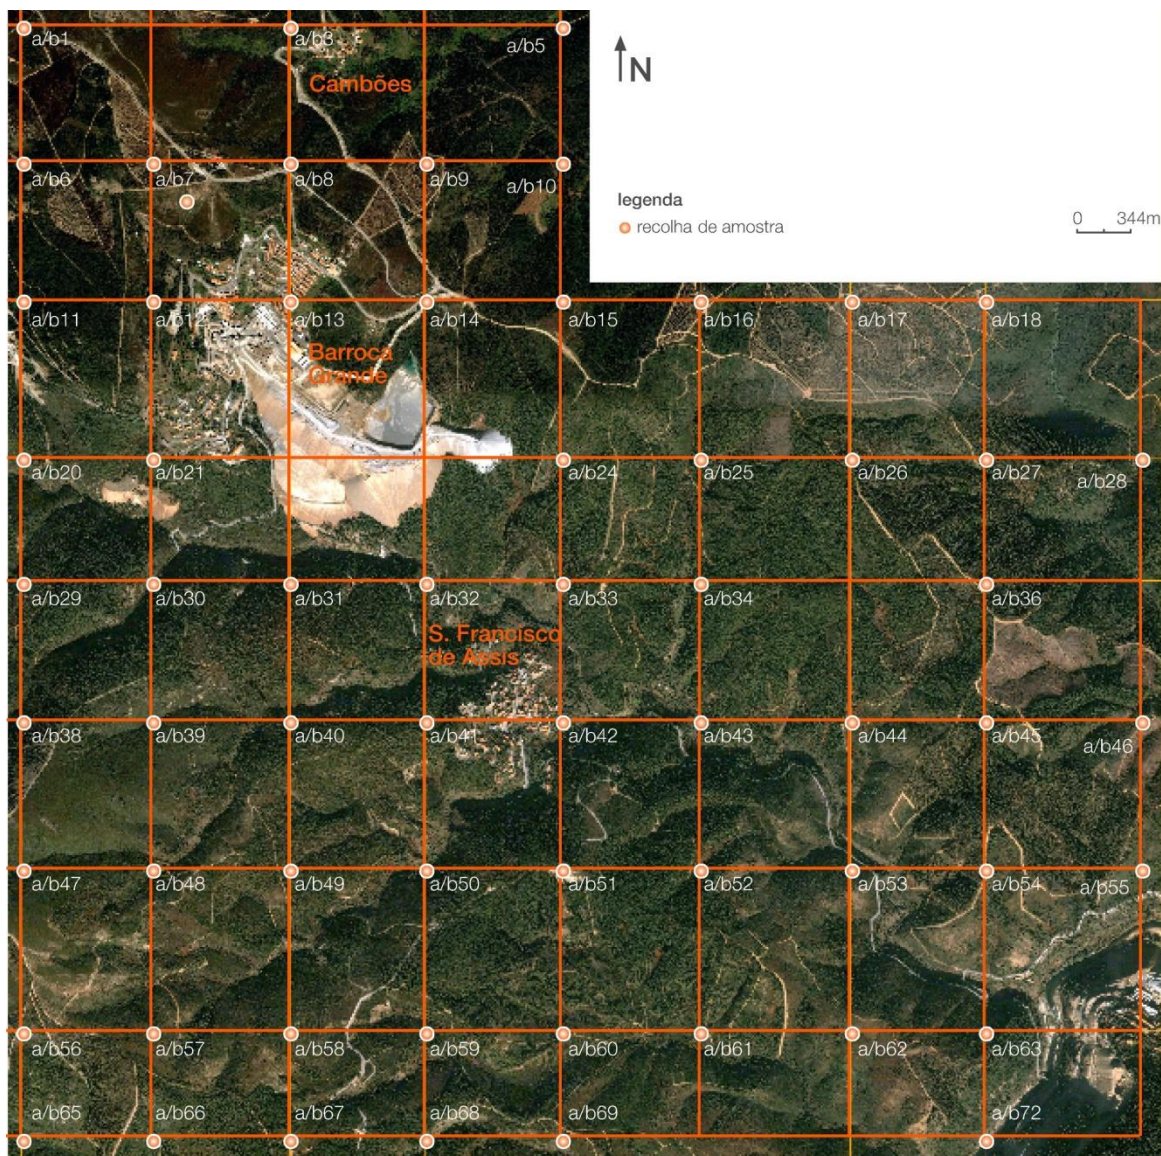 a/b1
a/b3
a/b5
Cambões
N
a/b6
a/b7
a/b8
a/b9
a/b10
legenda
recolha de amostra
0 344m
a/b11
a/b12
a/b13
a/b14
a/b15
a/b16
a/b17
a/b18
Barroca
Grande
a/b20
a/b21
a/b24
a/b25
a/b26
a/b27
a/b28
a/b29
a/b30
a/b31
a/b32
a/b33
a/b34
a/b36
S. Francisco
de Assis
a/b38
a/b39
a/b40
a/b41
a/b42
a/b43
a/b44
a/b45
a/b46
a/b47
a/b48
a/b49
a/b50
a/b51
a/b52
a/b53
a/b54
a/b55
a/b56
a/b57
a/b58
a/b59
a/b60
a/b61
a/b62
a/b63
a/b65
a/b66
a/b67
a/b68
a/b69
a/b72